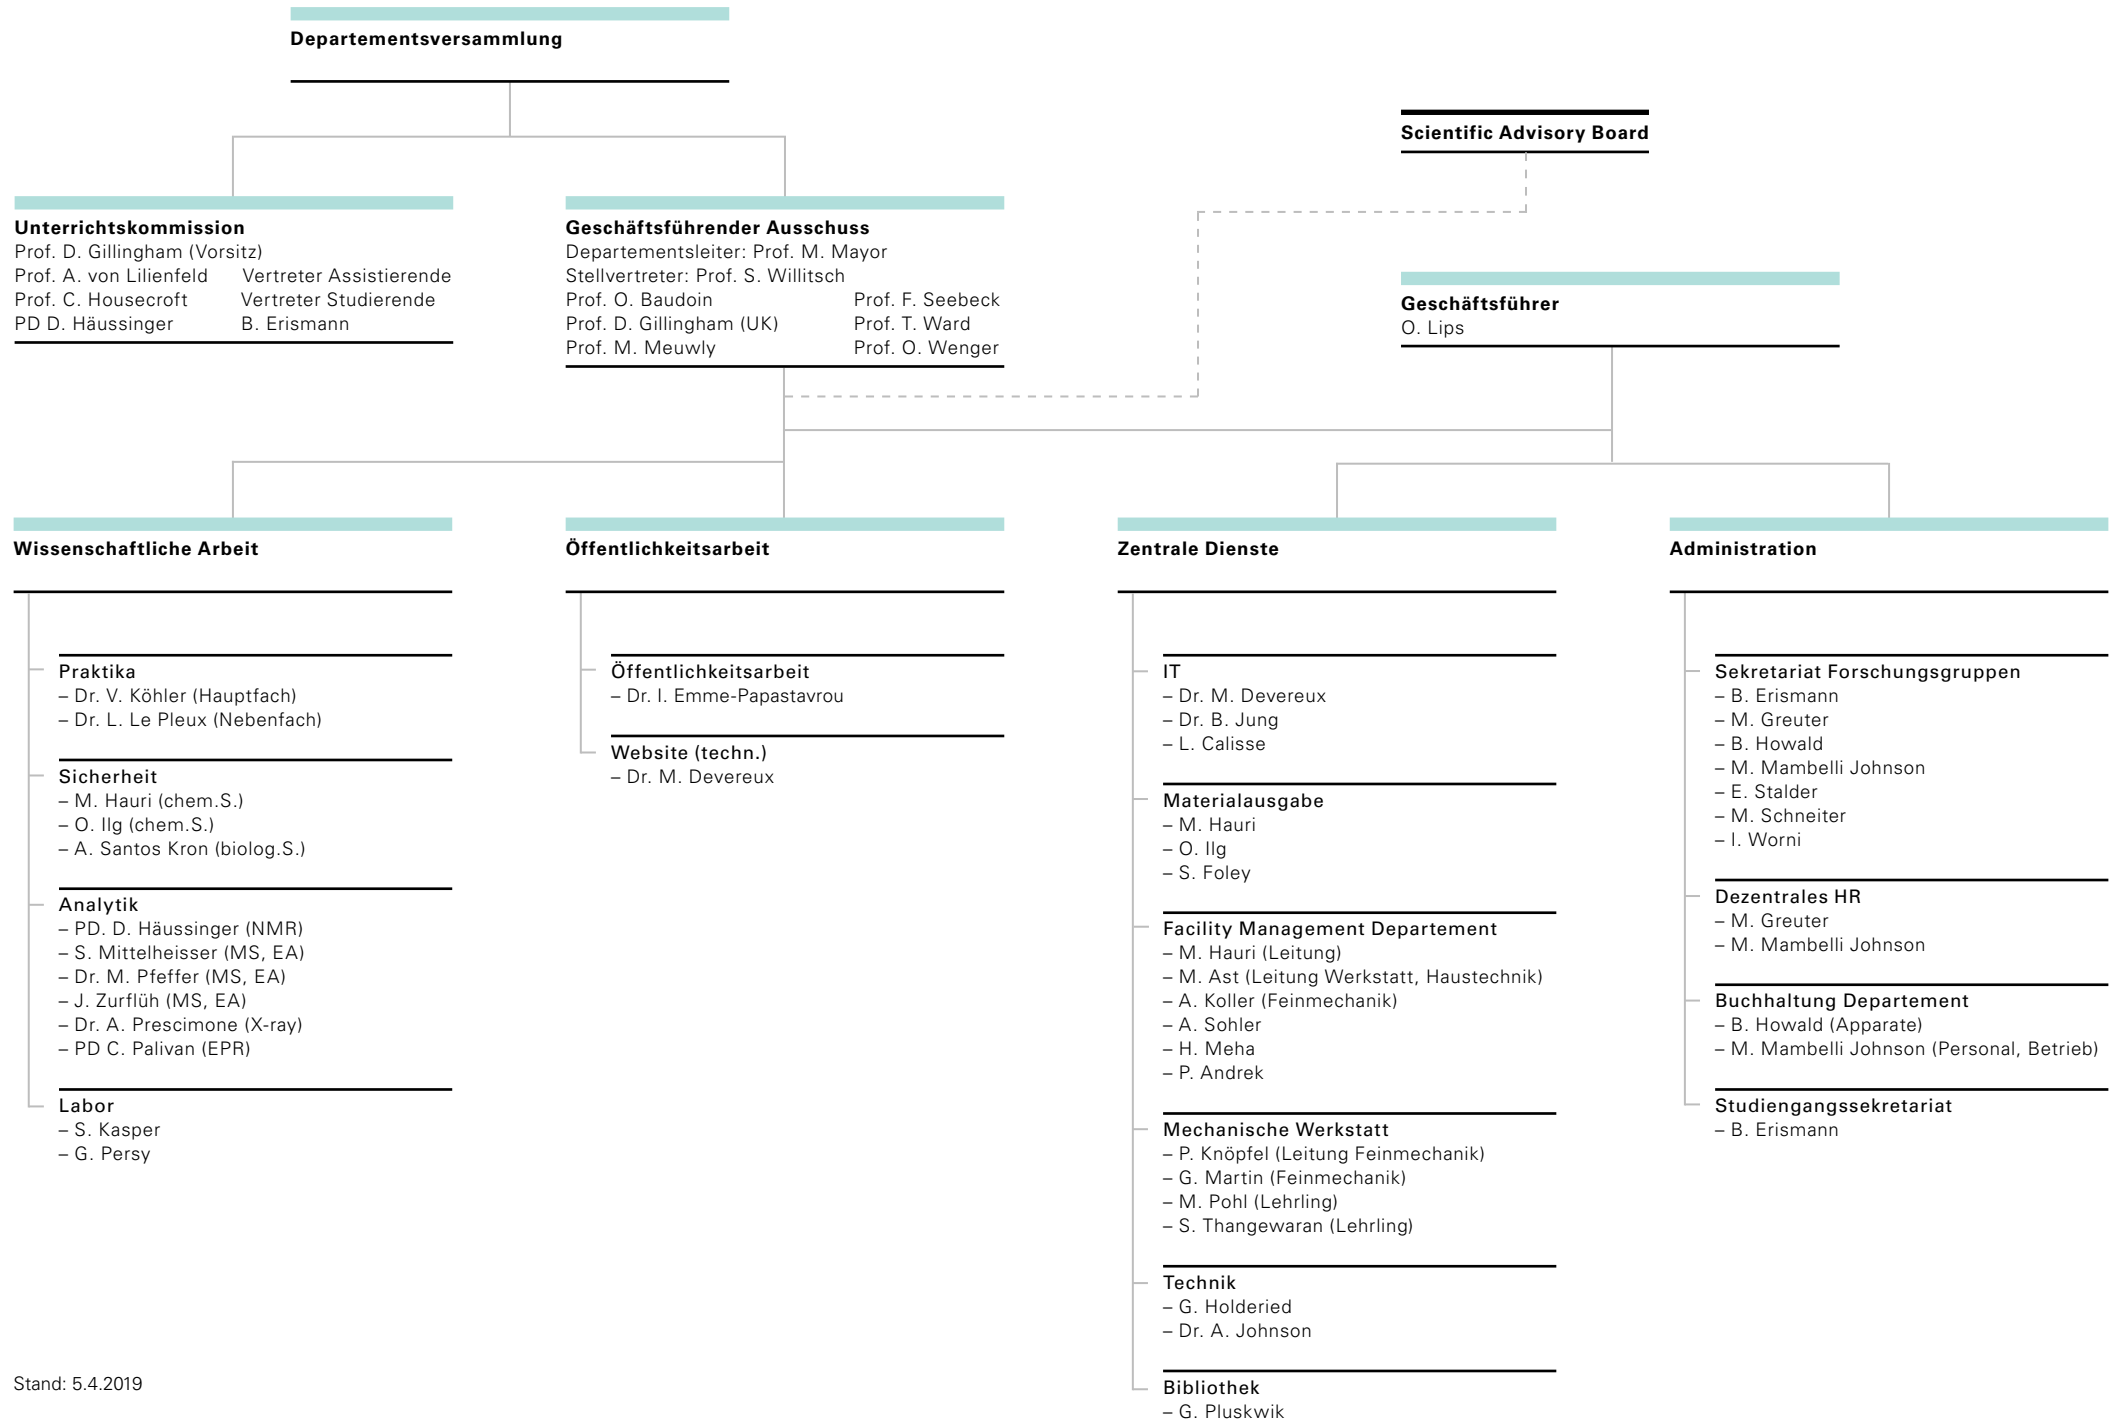 Departementsversammlung
Scientific Advisory Board
Unterrichtskommission
Prof. D. Gillingham (Vorsitz)
Prof. A. von Lilienfeld Vertreter Assistierende
Prof. C. Housecroft Vertreter Studierende
PD D. Häussinger B. Erismann
Geschäftsführender Ausschuss
Departementsleiter: Prof. M. Mayor
Stellvertreter: Prof. S. Willitsch
Prof. O. Baudoin Prof. F. Seebeck
Prof. D. Gillingham (UK) Prof. T. Ward
Prof. M. Meuwly Prof. O. Wenger
Geschäftsführer
O. Lips
Wissenschaftliche Arbeit
Praktika
– Dr. V. Köhler (Hauptfach)
– Dr. L. Le Pleux (Nebenfach)
Sicherheit
– M. Hauri (chem.S.)
– O. Ilg (chem.S.)
– A. Santos Kron (biolog.S.)
Analytik
– PD. D. Häussinger (NMR)
– S. Mittelheisser (MS, EA)
– Dr. M. Pfeffer (MS, EA)
– J. Zurflüh (MS, EA)
– Dr. A. Prescimone (X-ray)
– PD C. Palivan (EPR)
Labor
– S. Kasper
– G. Persy
Öffentlichkeitsarbeit
Öffentlichkeitsarbeit
– Dr. I. Emme-Papastavrou
Website (techn.)
– Dr. M. Devereux
Zentrale Dienste
IT
– Dr. M. Devereux
– Dr. B. Jung
– L. Calisse
Materialausgabe
– M. Hauri
– O. Ilg
– S. Foley
Facility Management Departement
– M. Hauri (Leitung)
– M. Ast (Leitung Werkstatt, Haustechnik)
– A. Koller (Feinmechanik)
– A. Sohler
– H. Meha
– P. Andrek
Mechanische Werkstatt
– P. Knöpfel (Leitung Feinmechanik)
– G. Martin (Feinmechanik)
– M. Pohl (Lehrling)
– S. Thangewaran (Lehrling)
Technik
– G. Holderied
– Dr. A. Johnson
Bibliothek
– G. Pluskwik
Administration
Sekretariat Forschungsgruppen
– B. Erismann
– M. Greuter
– B. Howald
– M. Mambelli Johnson
– E. Stalder
– M. Schneiter
– I. Worni
Dezentrales HR
– M. Greuter
– M. Mambelli Johnson
Buchhaltung Departement
– B. Howald (Apparate)
– M. Mambelli Johnson (Personal, Betrieb)
Studiengangssekretariat
– B. Erismann
Stand: 5.4.2019